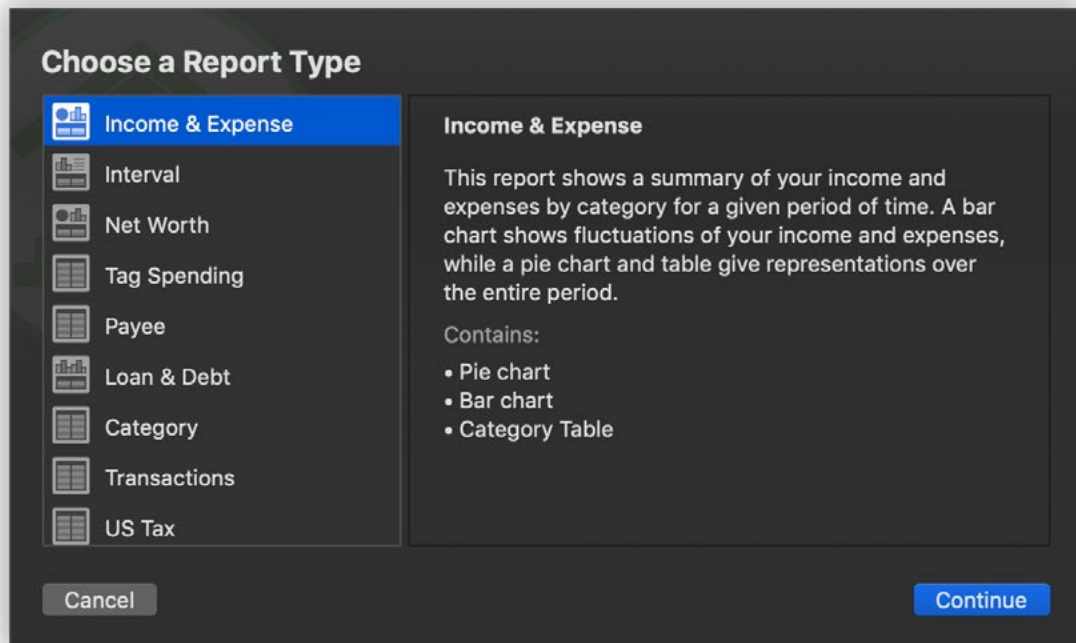 Choose a Report Type
Income & Expense
Interval
Net Worth
Tag Spending
Payee
Loan & Debt
Category
Transactions
US Tax
Income & Expense
This report shows a summary of your income and
expenses by category for a given period of time. A bar
chart shows fluctuations of your income and expenses,
while a pie chart and table give representations over
the entire period.
Contains:
• Pie chart
• Bar chart
• Category Table
Cancel
Continue